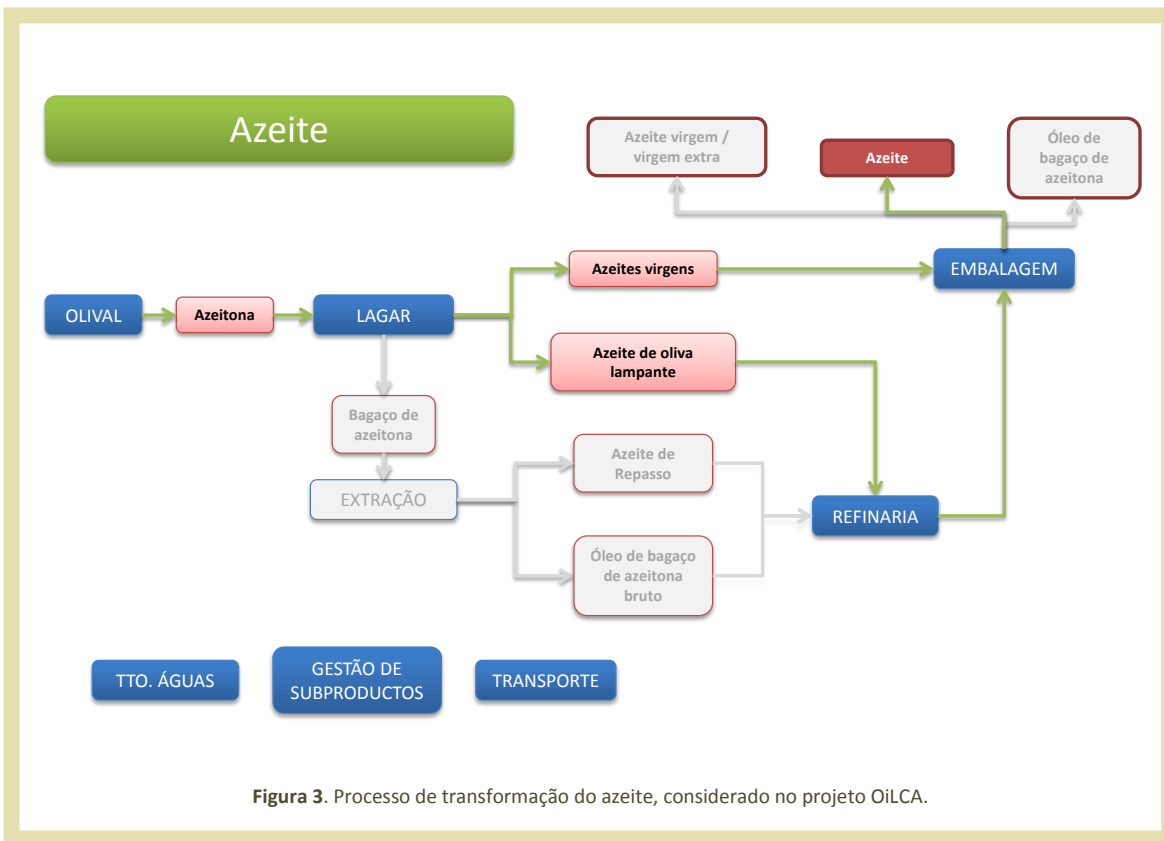 Azeite
Azeite virgem /
virgem extra
Azeite
Óleo de
bagaço de
azeitona
Azeites virgens
EMBALAGEM
OLIVAL
Azeitona
LAGAR
Azeite de oliva
lampante
Bagaço de
azeitona
Azeite de
Repasso
EXTRAÇÃO
REFINARIA
Óleo de bagaço
de azeitona
bruto
TTO. ÁGUAS
GESTÃO DE
SUBPRODUCTOS
TRANSPORTE
Figura 3. Processo de transformação do azeite, considerado no projeto OiLCA.